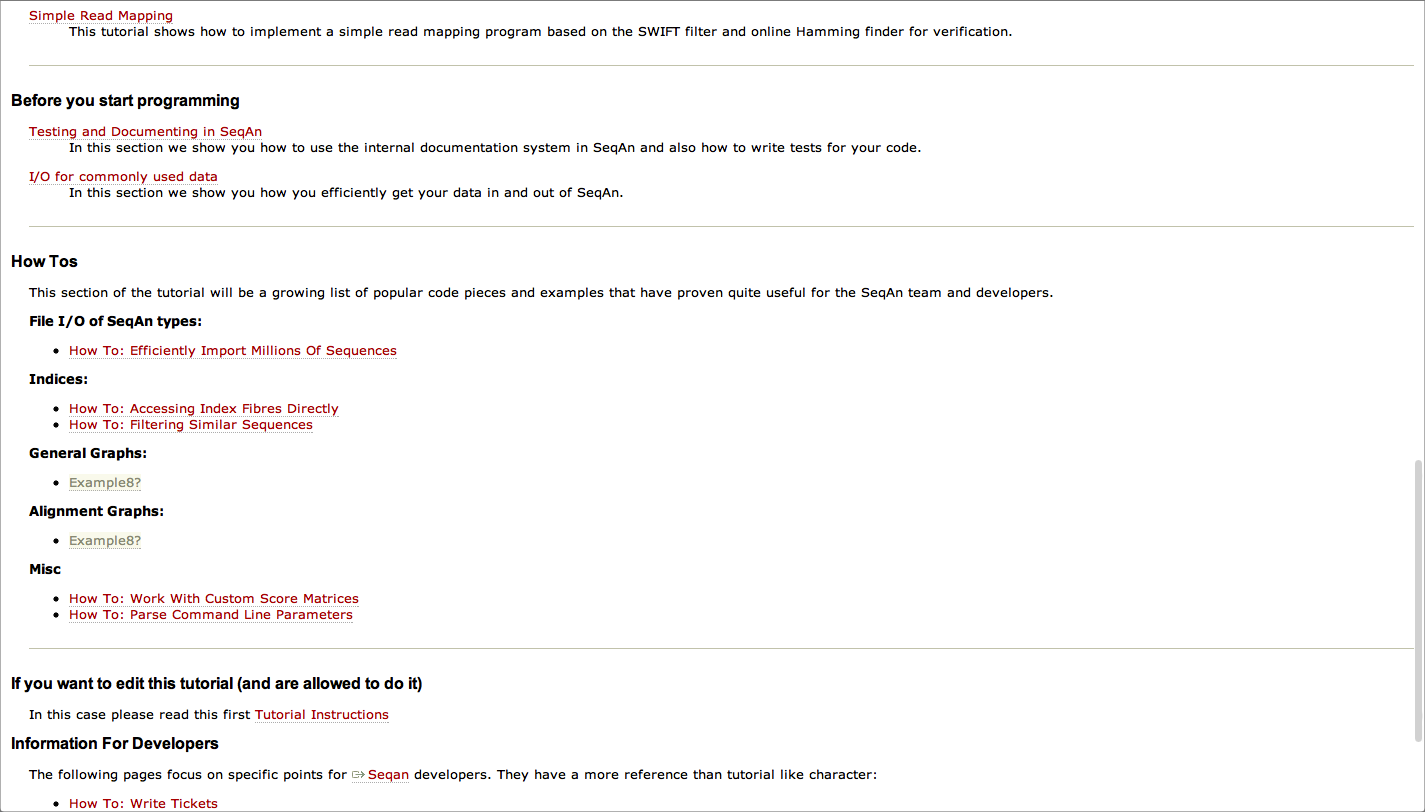 Simple Read Mapping
This tutorial shows how to implement a simple read mapping program based on the SWIFT filter and online Hamming finder for verification.
Before you start programming
Testing and Documenting in SeqAn
In this section we show you how to use the internal documentation system in SeqAn and also how to write tests for your code.
I/O for commonly used data
In this section we show you how you efficiently get your data in and out of SeqAn.
How Tos
This section of the tutorial will be a growing list of popular code pieces and examples that have proven quite useful for the SeqAn team and developers.
File I/O of SeqAn types:
How To: Efficiently Import Millions Of Sequences
Indices:
How To: Accessing Index Fibres Directly
How To: Filtering Similar Sequences
General Graphs:
Example8?
Alignment Graphs:
Example8?
Misc
How To: Work With Custom Score Matrices
How To: Parse Command Line Parameters
If you want to edit this tutorial (and are allowed to do it)
In this case please read this first Tutorial Instructions
Information For Developers
The following pages focus on specific points for Seqan developers. They have a more reference than tutorial like character:
How To: Write Tickets